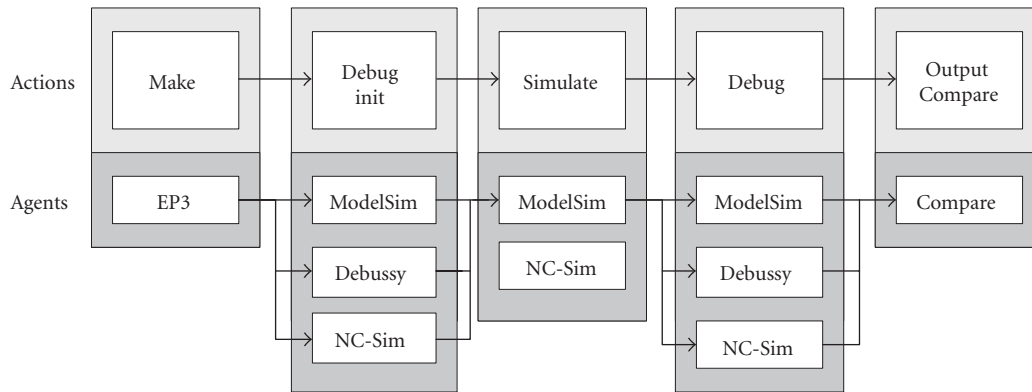 Actions
Make
Debug
init
Simulate
Debug
Output
Compare
Agents
EP3
ModelSim
ModelSim
ModelSim
Compare
Debussy
NC-Sim
Debussy
NC-Sim
NC-Sim